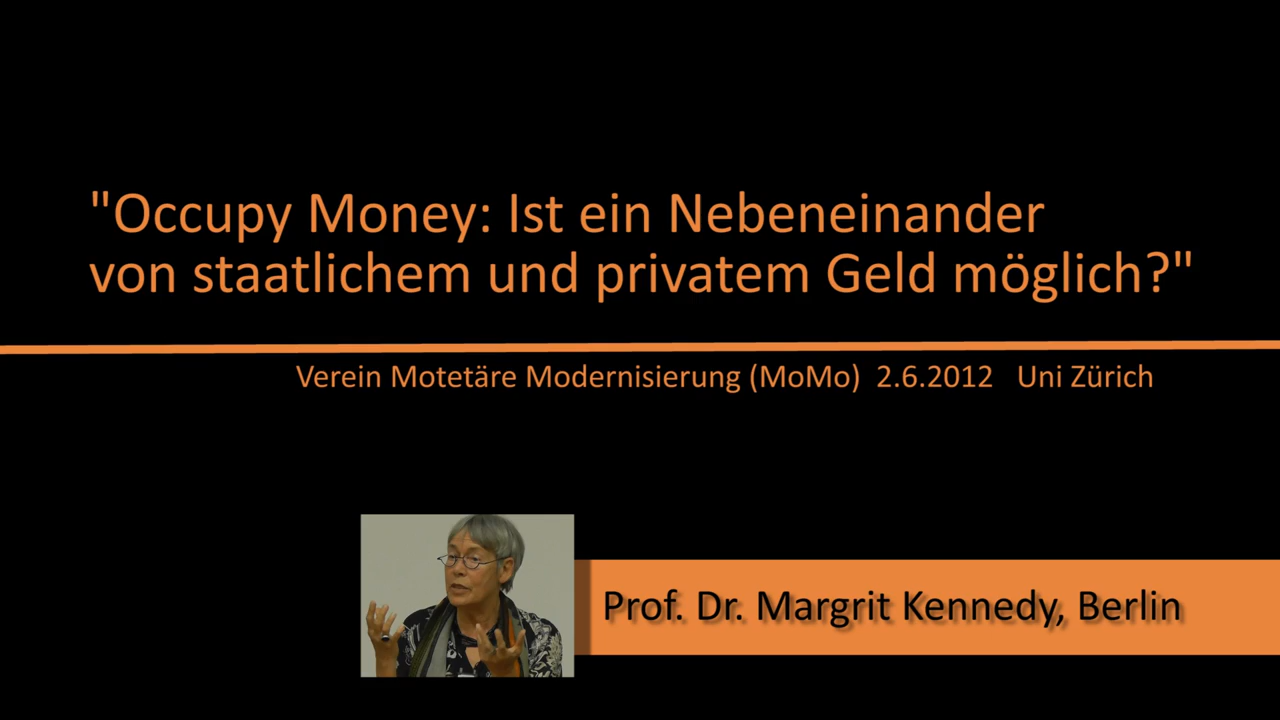 "Occupy Money: Ist ein Nebeneinander
von staatlichem und privatem Geld möglich?"
Verein Motetäre Modernisierung (MoMo) 2.6.2012 Uni Zürich
Prof. Dr. Margrit Kennedy, Berlin